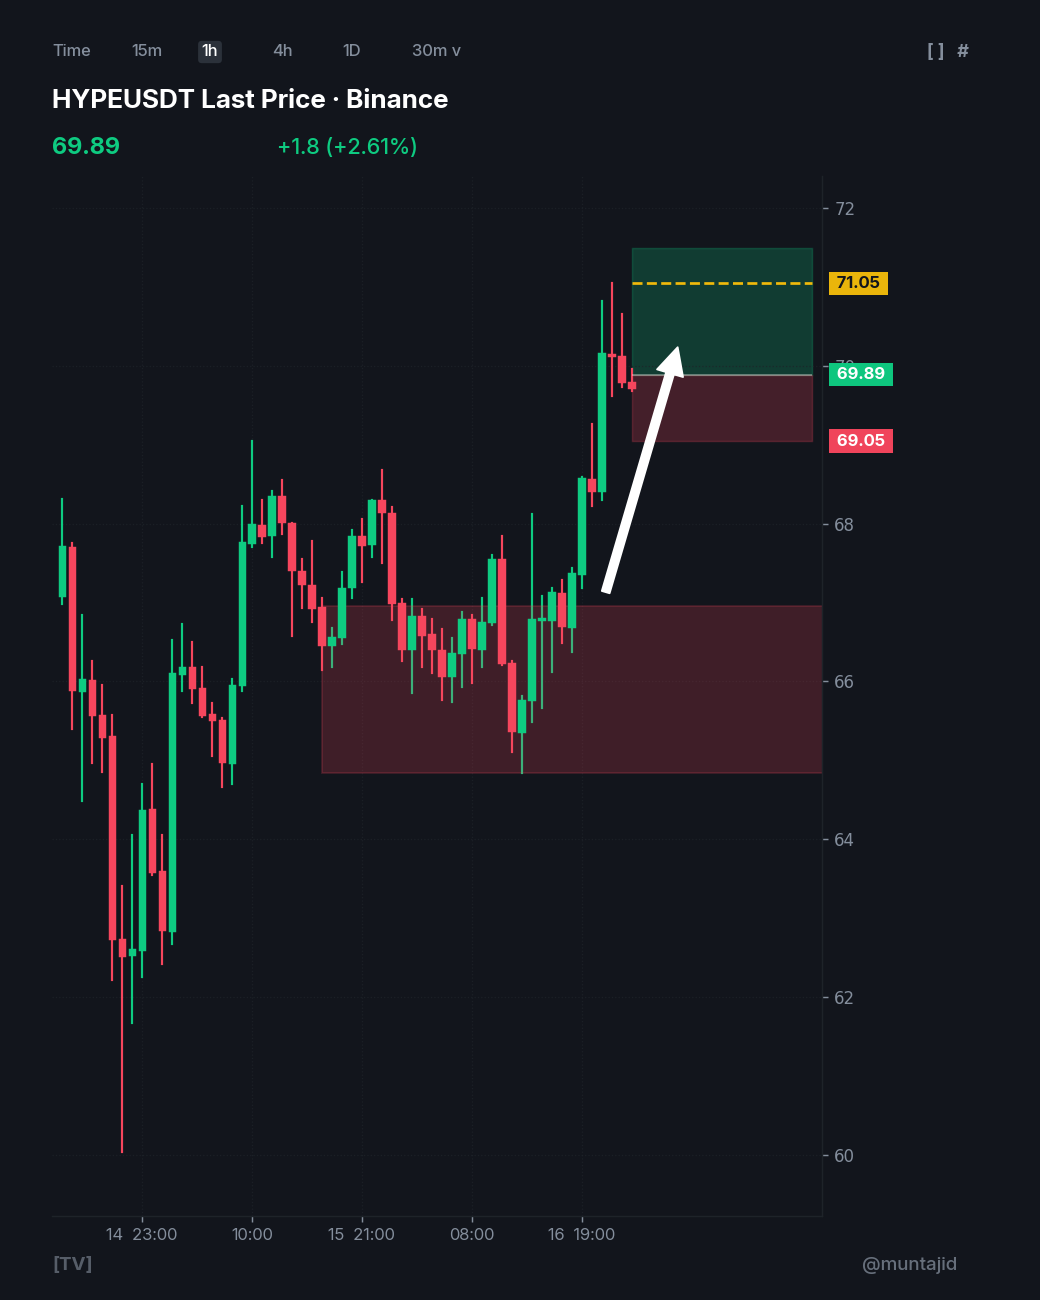 Time 15m 1h 4h 1D 30m v [ ] #
HYPEUSDT Last Price · Binance
69.89 +1.8 (+2.61%)
72
71.05
69.89
69.05
68
66
64
62
60
14 23:00 10:00 15 21:00 08:00 16 19:00
[TV] @muntajid